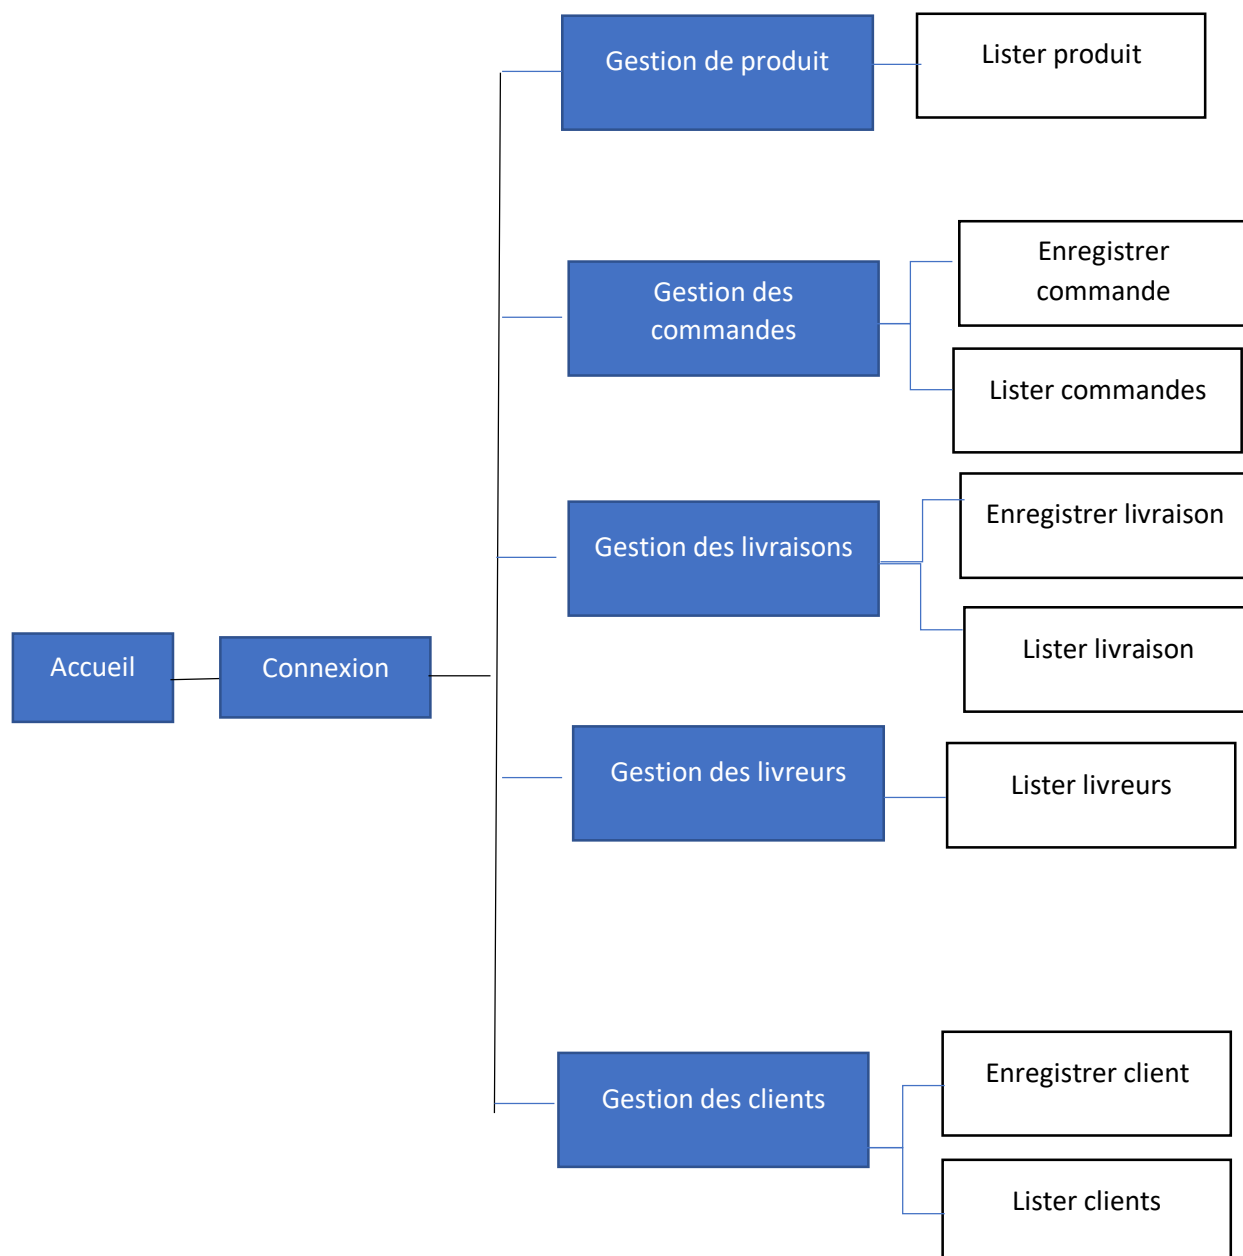 Gestion de produit
Lister produit
Gestion des
commandes
Enregistrer
commande
Lister commandes
Gestion des livraisons
Enregistrer livraison
Lister livraison
Accueil
Connexion
Gestion des livreurs
Lister livreurs
Gestion des clients
Enregistrer client
Lister clients